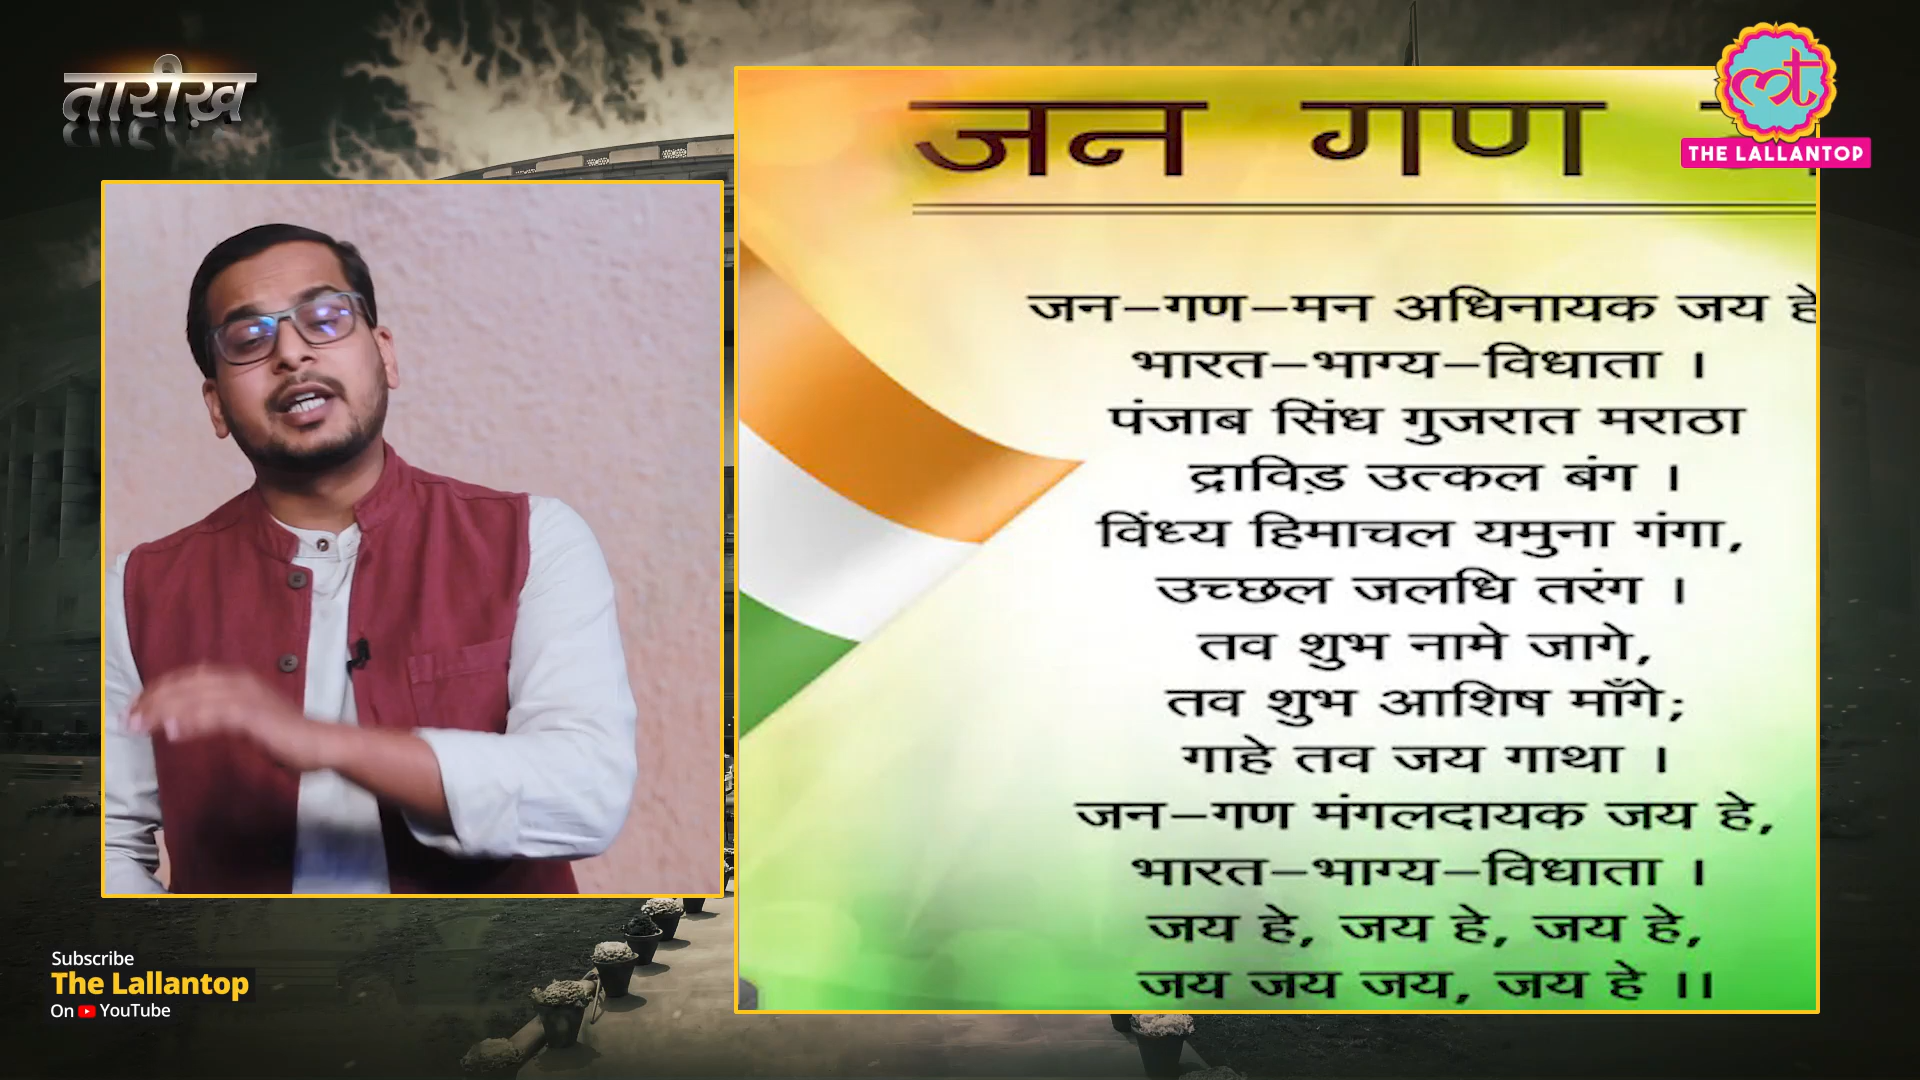 तारीख़
THE LALLANTOP
जन गण
जन–गण–मन अधिनायक जय हे
भारत–भाग्य–विधाता ।
पंजाब सिंध गुजरात मराठा
द्राविड़ उत्कल बंग ।
विंध्य हिमाचल यमुना गंगा,
उच्छल जलधि तरंग ।
तव शुभ नामे जागे,
तव शुभ आशिष माँगे;
गाहे तव जय गाथा ।
जन–गण मंगलदायक जय हे,
भारत–भाग्य–विधाता ।
जय हे, जय हे, जय हे,
जय जय जय, जय हे ।।
Subscribe
The Lallantop
On YouTube